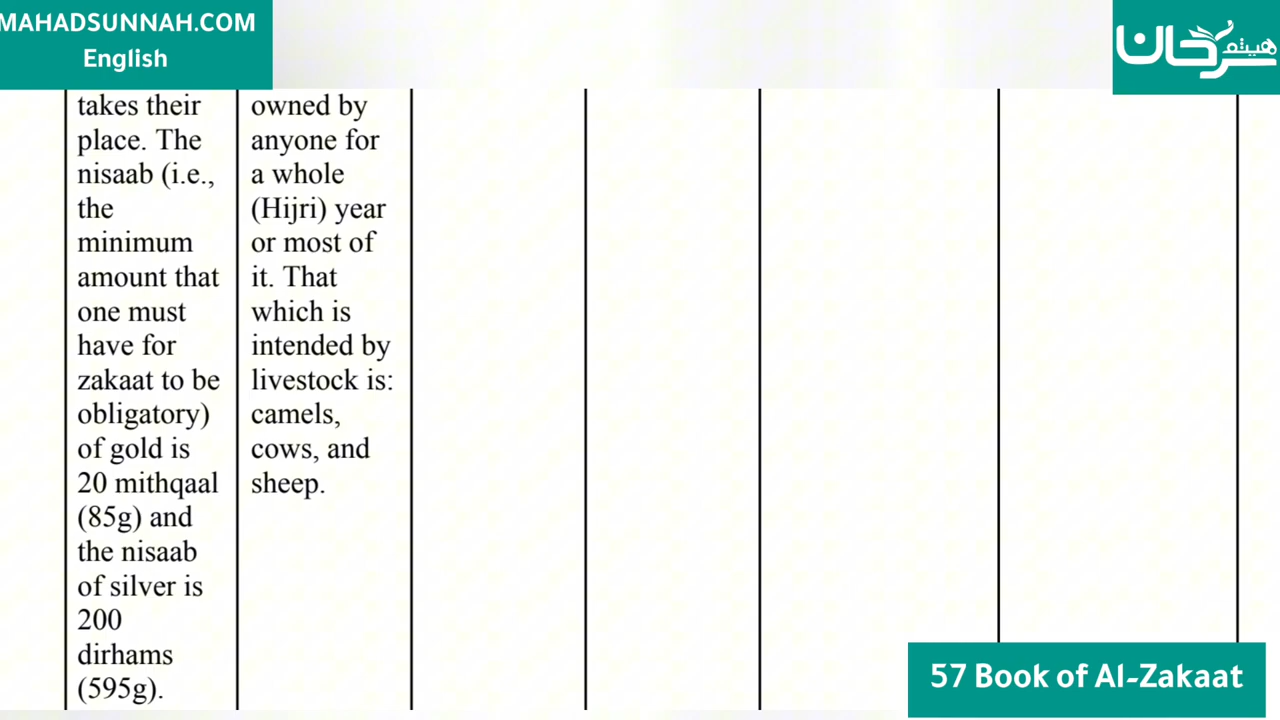 MAHADSUNNAH.COM
English
هيثم
سرحان
takes their
place. The
nisaab (i.e.,
the
minimum
amount that
one must
have for
zakaat to be
obligatory)
of gold is
20 mithqaal
(85g) and
the nisaab
of silver is
200
dirhams
(595g).
owned by
anyone for
a whole
(Hijri) year
or most of
it. That
which is
intended by
livestock is:
camels,
cows, and
sheep.
57 Book of Al-Zakaat